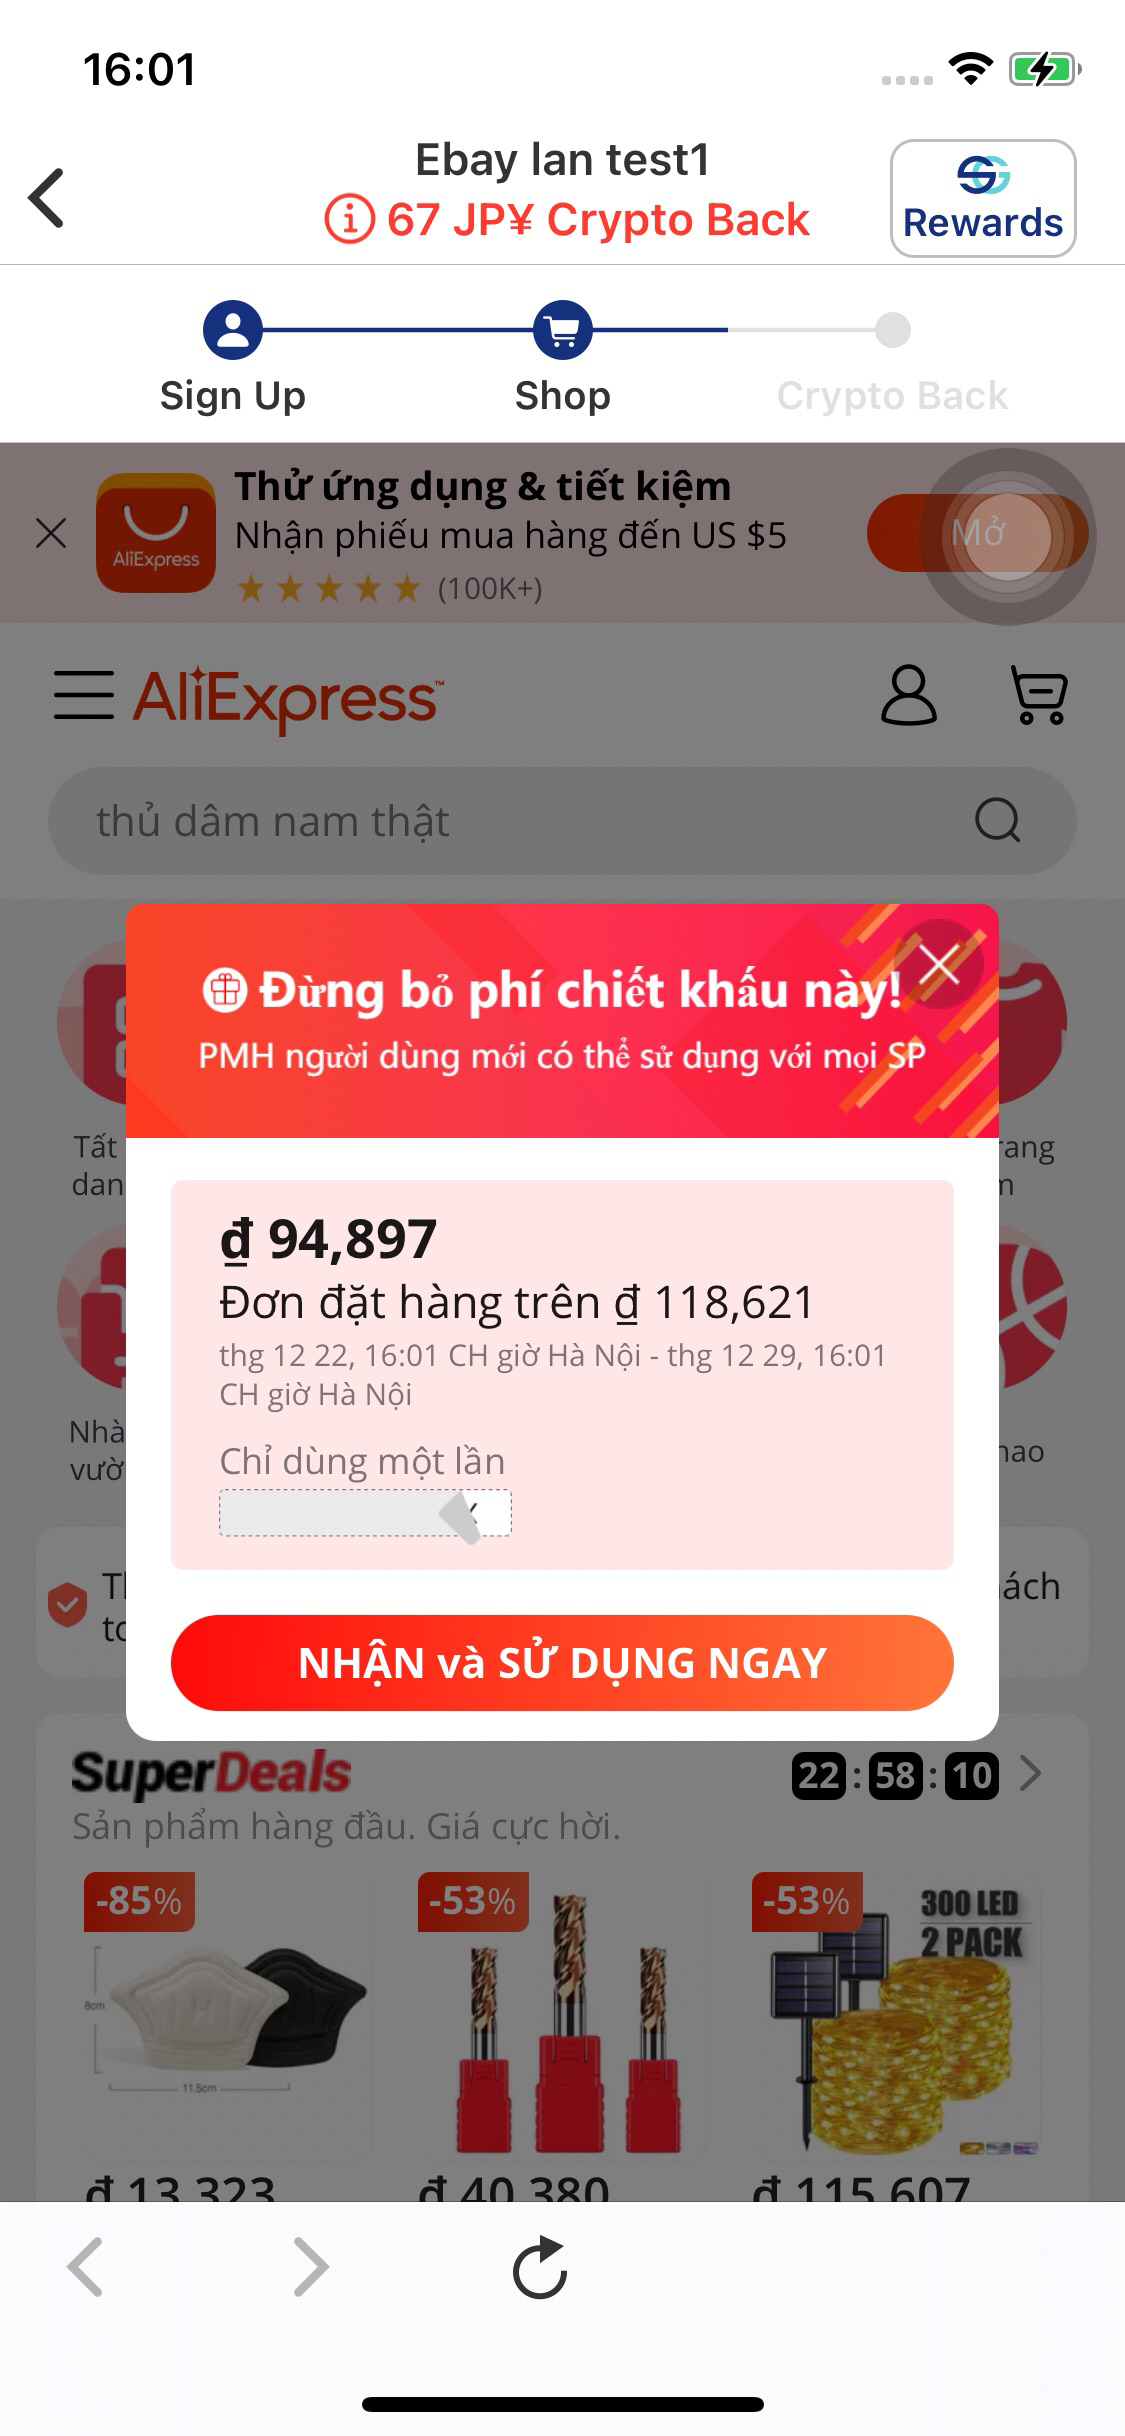 16:01
Ebay lan test1
67 JP¥ Crypto Back
Rewards
Sign Up
Shop
Crypto Back
Thử ứng dụng & tiết kiệm
Nhận phiếu mua hàng đến US $5
(100K+)
Mở
AliExpress
AliExpress™
thủ dâm nam thật
Đừng bỏ phí chiết khấu này!
PMH người dùng mới có thể sử dụng với mọi SP
Tất
dan
rang
₫ 94,897
Đơn đặt hàng trên ₫ 118,621
thg 12 22, 16:01 CH giờ Hà Nội - thg 12 29, 16:01
CH giờ Hà Nội
Chỉ dùng một lần
Nhà
vườ
hao
ách
NHẬN và SỬ DỤNG NGAY
SuperDeals
22:58:10
Sản phẩm hàng đầu. Giá cực hời.
-85%
-53%
-53%
300 LED
2 PACK
8cm
11.5cm
₫ 13,323
₫ 40,380
₫ 115,607